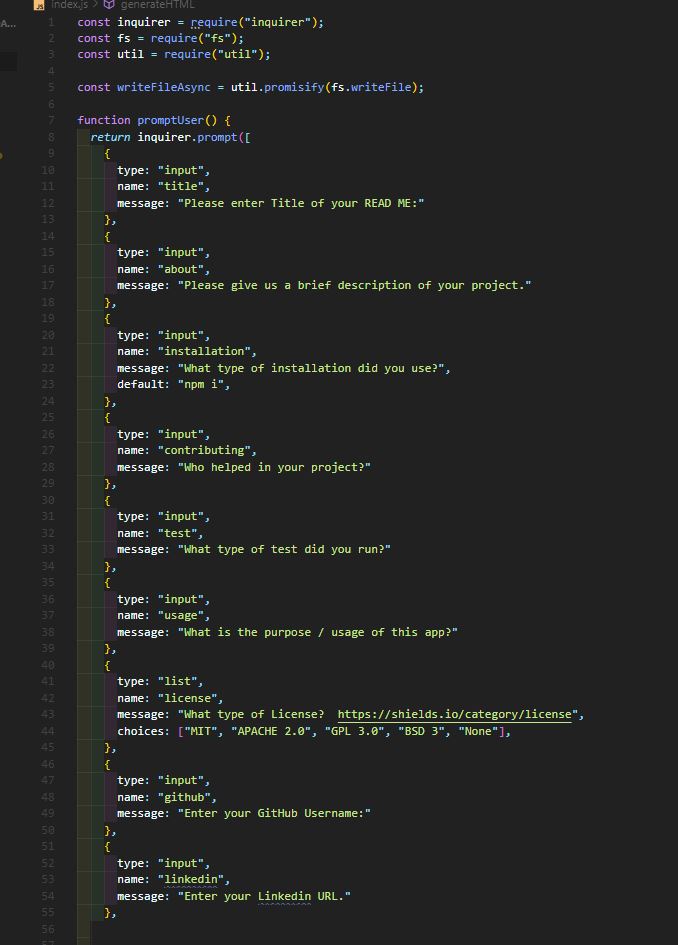 A...
index.js > generateHTML
1 const inquirer = require("inquirer");
2 const fs = require("fs");
3 const util = require("util");
4
5 const writeFileAsync = util.promisify(fs.writeFile);
6
7 function promptUser() {
8 return inquirer.prompt([
9 {
10 type: "input",
11 name: "title",
12 message: "Please enter Title of your READ ME:"
13 },
14 {
15 type: "input",
16 name: "about",
17 message: "Please give us a brief description of your project."
18 },
19 {
20 type: "input",
21 name: "installation",
22 message: "What type of installation did you use?",
23 default: "npm i",
24 },
25 {
26 type: "input",
27 name: "contributing",
28 message: "Who helped in your project?"
29 },
30 {
31 type: "input",
32 name: "test",
33 message: "What type of test did you run?"
34 },
35 {
36 type: "input",
37 name: "usage",
38 message: "What is the purpose / usage of this app?"
39 },
40 {
41 type: "list",
42 name: "license",
43 message: "What type of License?  https://shields.io/category/license",
44 choices: ["MIT", "APACHE 2.0", "GPL 3.0", "BSD 3", "None"],
45 },
46 {
47 type: "input",
48 name: "github",
49 message: "Enter your GitHub Username:"
50 },
51 {
52 type: "input",
53 name: "linkedin",
54 message: "Enter your Linkedin URL."
55 },
56
57